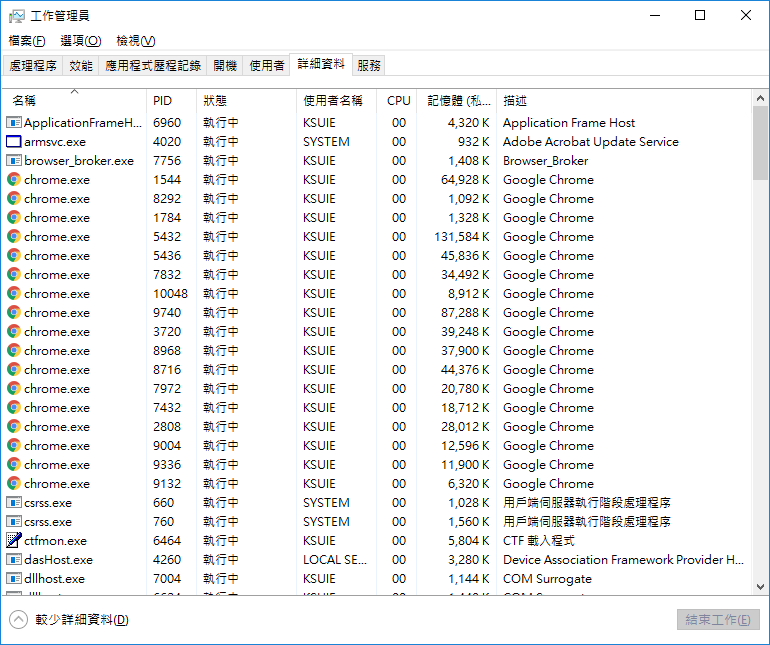 工作管理員
檔案(F) 選項(O) 檢視(V)
處理程序 效能 應用程式歷程記錄 開機 使用者 詳細資料 服務
名稱 PID 狀態 使用者名稱 CPU 記憶體 (私... 描述
ApplicationFrameH... 6960 執行中 KSUIE 00 4,320 K Application Frame Host
armsvc.exe 4020 執行中 SYSTEM 00 932 K Adobe Acrobat Update Service
browser_broker.exe 7756 執行中 KSUIE 00 1,408 K Browser_Broker
chrome.exe 1544 執行中 KSUIE 00 64,928 K Google Chrome
chrome.exe 8292 執行中 KSUIE 00 1,092 K Google Chrome
chrome.exe 1784 執行中 KSUIE 00 1,328 K Google Chrome
chrome.exe 5432 執行中 KSUIE 00 131,584 K Google Chrome
chrome.exe 5436 執行中 KSUIE 00 45,836 K Google Chrome
chrome.exe 7832 執行中 KSUIE 00 34,492 K Google Chrome
chrome.exe 10048 執行中 KSUIE 00 8,912 K Google Chrome
chrome.exe 9740 執行中 KSUIE 00 87,288 K Google Chrome
chrome.exe 3720 執行中 KSUIE 00 39,248 K Google Chrome
chrome.exe 8968 執行中 KSUIE 00 37,900 K Google Chrome
chrome.exe 8716 執行中 KSUIE 00 44,376 K Google Chrome
chrome.exe 7972 執行中 KSUIE 00 20,780 K Google Chrome
chrome.exe 7432 執行中 KSUIE 00 18,712 K Google Chrome
chrome.exe 2808 執行中 KSUIE 00 28,012 K Google Chrome
chrome.exe 9004 執行中 KSUIE 00 12,596 K Google Chrome
chrome.exe 9336 執行中 KSUIE 00 11,900 K Google Chrome
chrome.exe 9132 執行中 KSUIE 00 6,320 K Google Chrome
csrss.exe 660 執行中 SYSTEM 00 1,028 K 用戶端伺服器執行階段處理程序
csrss.exe 760 執行中 SYSTEM 00 1,560 K 用戶端伺服器執行階段處理程序
ctfmon.exe 6464 執行中 KSUIE 00 5,804 K CTF 載入程式
dasHost.exe 4260 執行中 LOCAL SE... 00 3,280 K Device Association Framework Provider H...
dllhost.exe 7004 執行中 KSUIE 00 1,144 K COM Surrogate
較少詳細資料(D) 結束工作(E)